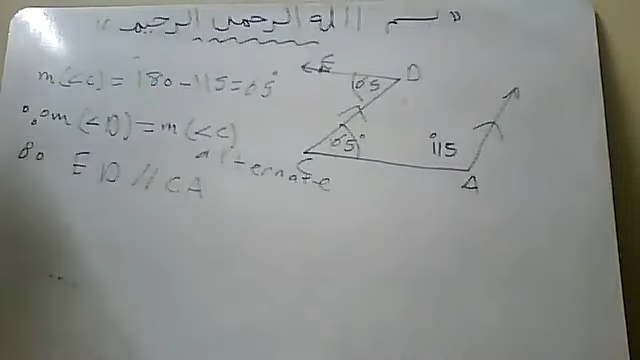 " بسم الله الرحمن الرحيم "
m(<C) = 180 - 115 = 65°
∵ m(<D) = m(<C)
alternate
∴ ED // CA
E
D
65
65°
115
C
A